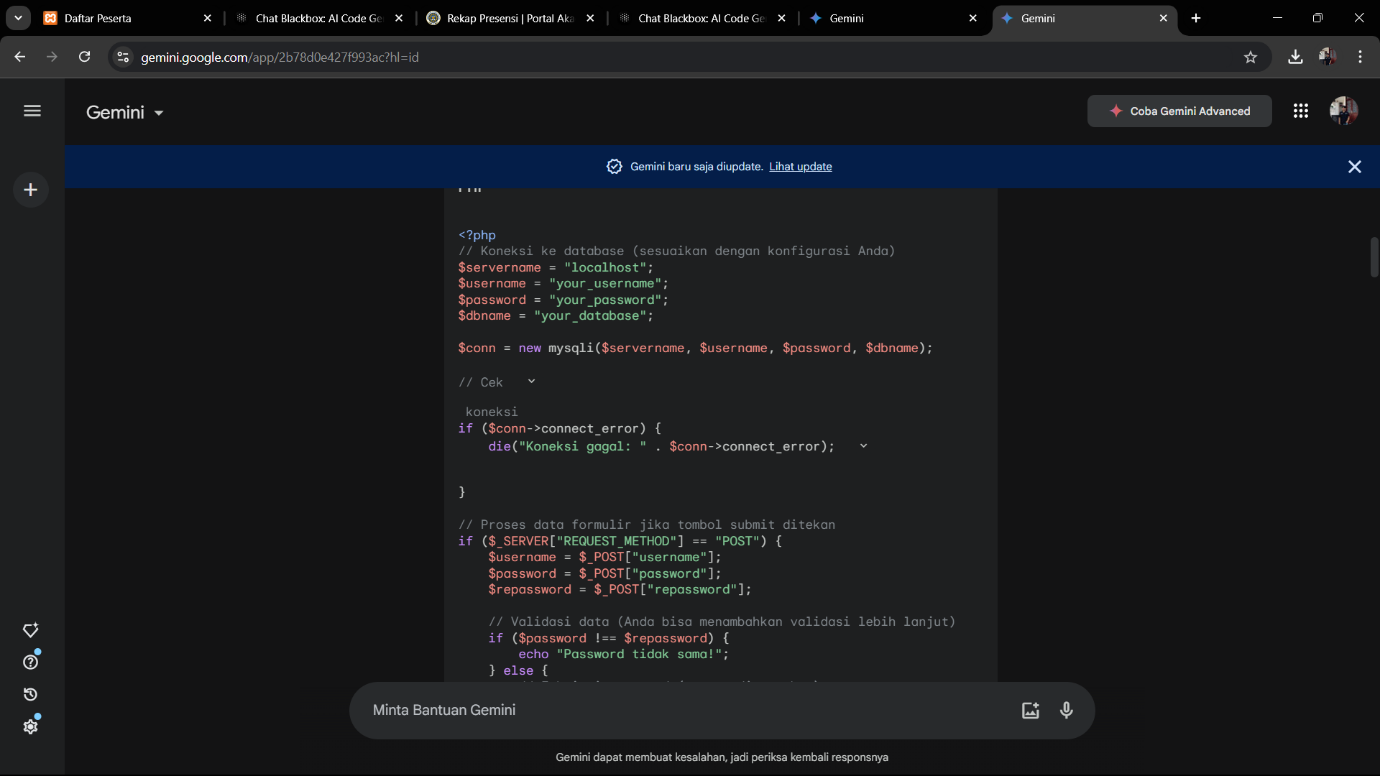 Daftar Peserta
Chat Blackbox: AI Code Ge
Rekap Presensi | Portal Aka
Chat Blackbox: AI Code Ge
Gemini
Gemini
gemini.google.com/app/2b78d0e427f993ac?hl=id
Gemini
Coba Gemini Advanced
Gemini baru saja diupdate. Lihat update
<?php
// Koneksi ke database (sesuaikan dengan konfigurasi Anda)
$servername = "localhost";
$username = "your_username";
$password = "your_password";
$dbname = "your_database";
$conn = new mysqli($servername, $username, $password, $dbname);
// Cek
koneksi
if ($conn->connect_error) {
die("Koneksi gagal: " . $conn->connect_error);
}
// Proses data formulir jika tombol submit ditekan
if ($_SERVER["REQUEST_METHOD"] == "POST") {
$username = $_POST["username"];
$password = $_POST["password"];
$repassword = $_POST["repassword"];
// Validasi data (Anda bisa menambahkan validasi lebih lanjut)
if ($password !== $repassword) {
echo "Password tidak sama!";
} else {
Minta Bantuan Gemini
Gemini dapat membuat kesalahan, jadi periksa kembali responsnya